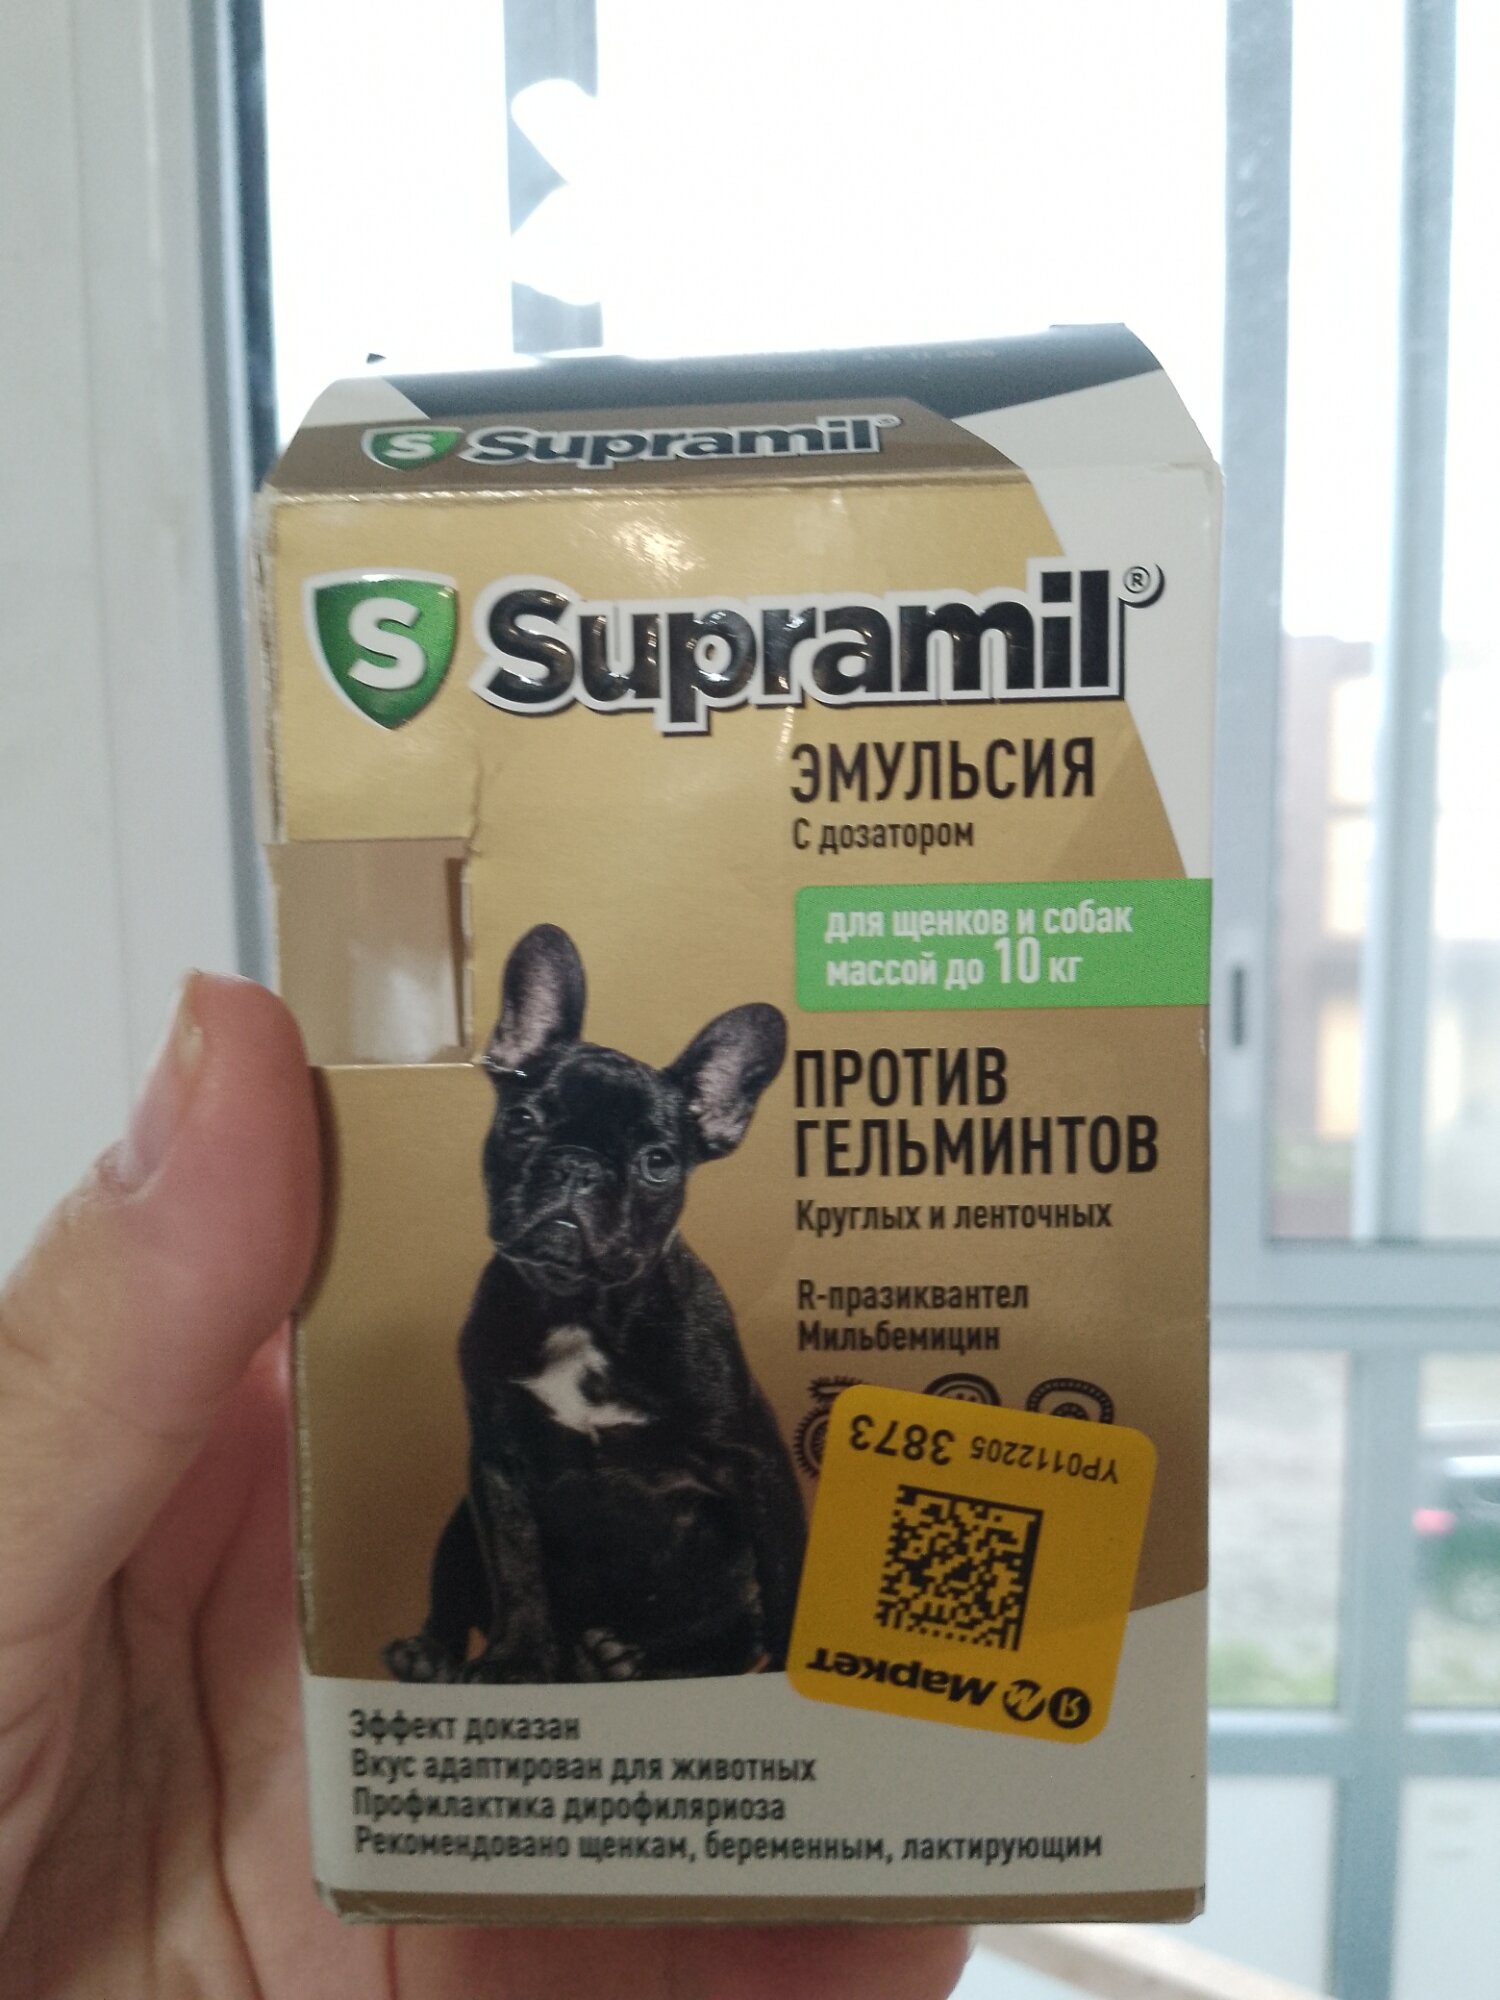 S Supramil®
S Supramil®
ЭМУЛЬСИЯ
С дозатором
для щенков и собак
массой до 10 кг
ПРОТИВ
ГЕЛЬМИНТОВ
Круглых и ленточных
R-празиквантел
Мильбемицин
YP0112205 3873
Я М Маркет
Эффект доказан
Вкус адаптирован для животных
Профилактика дирофиляриоза
Рекомендовано щенкам, беременным, лактирующим